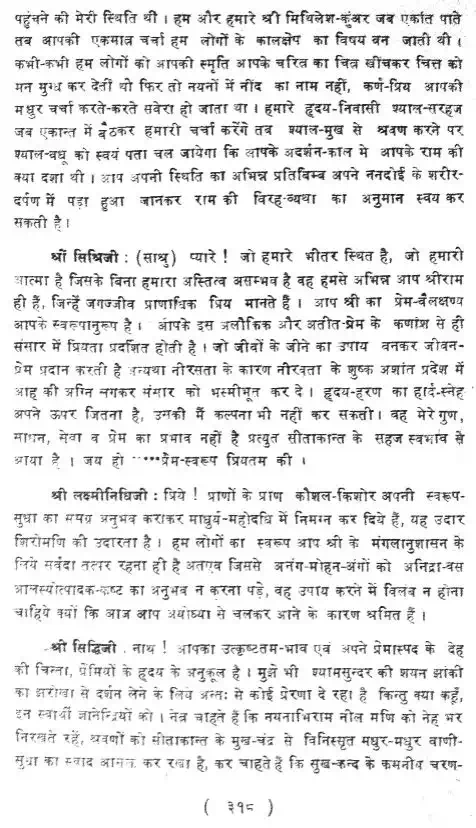 पहुंचने को मेरी स्थिति थी । हम और हमारे श्री मिथिलेश-कुंअर जब एकांत पाते
तब आपकी एकमात्र चर्चा हम लोगों के कालक्षेप का विषय बन जाती थी ।
कभी-कभी हम लोगों को आपकी स्मृति आपके चरित्र का चित्र खींचकर चित्त को
मन मुग्ध कर देतीं थी फिर तो नयनों में नींद का नाम नहीं, कर्ण-प्रिय आपकी
मधुर चर्चा करते-करते सवेरा हो जाता था । हमारे हृदय-निवासी श्याल-सरहज
जब एकान्त में बैठकर हमारी चर्चा करेंगे तब श्याल-मुख से श्रवण करने पर
श्याल-वधू को स्वयं पता चल जायेगा कि आपके अदर्शन-काल मे आपके राम की
क्या दशा थी । आप अपनी स्थिति का अभिन्न प्रतिबिम्ब अपने ननदोई के शरीर-
दर्पण में पड़ा हुआ जानकर राम की विरह-व्यथा का अनुमान स्वय कर
सकती है ।
श्री सिध्रिजी : (साश्रु) प्यारे ! जो हमारे भीतर स्थित है, जो हमारी
आत्मा है जिसके बिना हमारा अस्तित्व असम्भव है वह हमसे अभिन्न आप श्रीराम
ही हैं, जिन्हें जगज्जीव प्राणाधिक प्रिय मानते हैं । आप श्री का प्रेम-वैलक्षण्य
आपके स्वरूपानुरूप है । आपके इस अलौकिक और अतीत-प्रेम के कणांश से ही
संसार में प्रियता प्रदर्शित होती है । जो जीवों के जीने का उपाय बनकर जीवन-
प्रेम प्रदान करती है अन्यथा नीरसता के कारण नीरवता के शुष्क अशांत प्रदेश में
आह की अग्नि लगकर संसार को भस्मीभूत कर दे । हृदय-हरण का हार्द-स्नेह
अपने ऊपर जितना है, उसकी मैं कल्पना भी नहीं कर सकती। वह मेरे गुण,
साधन, सेवा व प्रेम का प्रभाव नहीं है प्रत्युत सीताकान्त के सहज स्वभाव से
आया है । जय हो .....प्रेम-स्वरूप प्रियतम की ।
श्री लक्ष्मीनिधिजी : प्रिये ! प्राणों के प्राण कौशल-किशोर अपनी स्वरूप-
सुधा का समग्र अनुभव कराकर माधुर्य-महोदधि में निमग्न कर दिये हैं, यह उदार
शिरोमणि की उदारता है । हम लोगों का स्वरूप आप श्री के मंगलानुशासन के
लिये सर्वदा तत्पर रहना ही है अतएव जिससे अनंग-मोहन-अंगों को अनिद्रा-वस
आलस्योत्पादक-कष्ट का अनुभव न करना पड़े, वह उपाय करने में विलंब न होना
चाहिये क्यों कि आज आप अयोध्या से चलकर आने के कारण श्रमित हैं ।
श्री सिद्धिजी : नाथ ! आपका उत्कृष्टतम-भाव एवं अपने प्रेमास्पद के देह
की चिन्ता, प्रेमियों के हृदय के अनुकूल है । मुझे भी श्यामसुन्दर की शयन झांकी
का झरोखा से दर्शन लेने के लिये अन्तः से कोई प्रेरणा दे रहा है किन्तु क्या कहूँ,
इन स्वार्थी ज्ञानेन्द्रियों को । नेत्र चाहते हैं कि नयनाभिराम नील मणि को नेह भर
निरखते रहें, श्रवणों को सीताकान्त के मुख-चंद्र से विनिस्सृत मधुर-मधुर वाणी-
सुधा का स्वाद कर रखा है, कर चाहते हैं कि सुख-कन्द के कमनीय चरण-
( ३१८ )